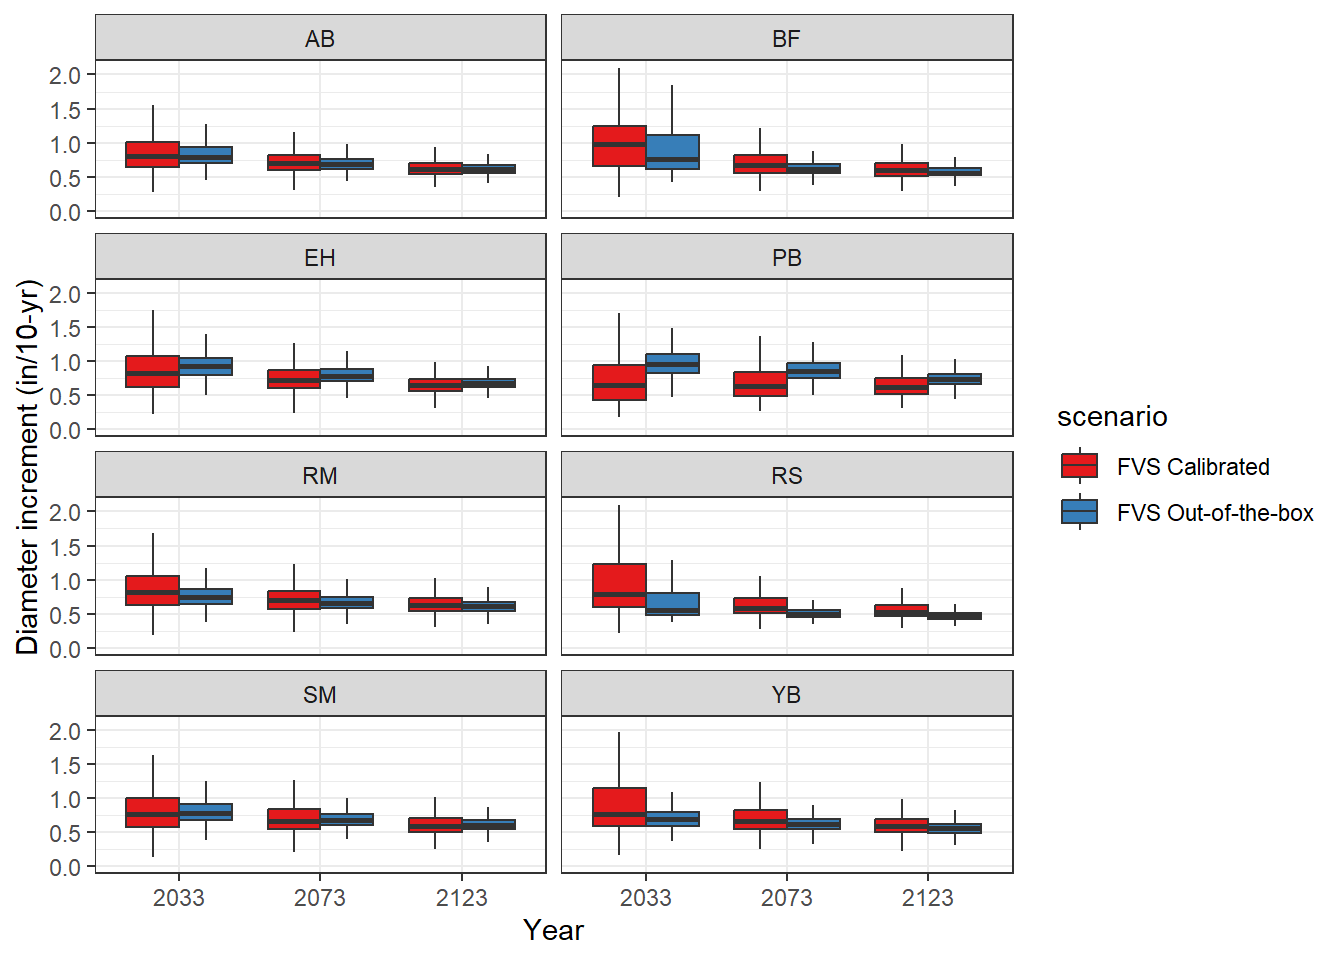 AB
BF
2.0
1.5
1.0
0.5
0.0
EH
PB
2.0
1.5
1.0
0.5
0.0
RM
RS
2.0
1.5
1.0
0.5
0.0
SM
YB
2.0
1.5
1.0
0.5
0.0
2033 2073 2123
2033 2073 2123
Year
Diameter increment (in/10-yr)
scenario
FVS Calibrated
FVS Out-of-the-box